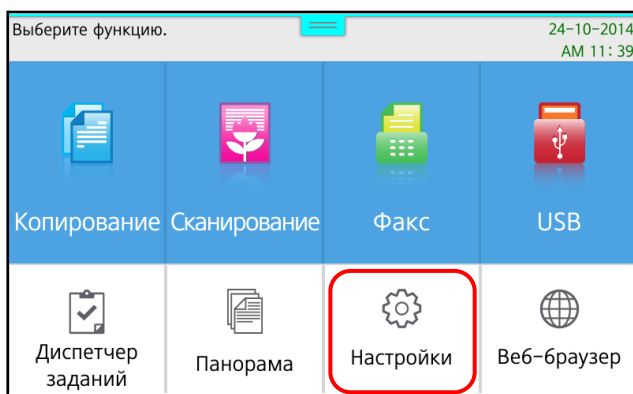 Выберите функцию.
24-10-2014
AM 11: 39
Копирование
Сканирование
Факс
USB
Диспетчер
заданий
Панорама
Настройки
Веб-браузер